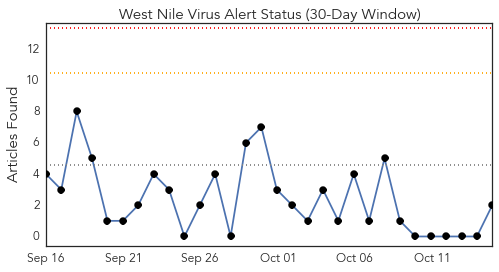 West Nile Virus Alert Status (30-Day Window)
Articles Found
12
10
8
6
4
2
0
Sep 16 Sep 21 Sep 26 Oct 01 Oct 06 Oct 11